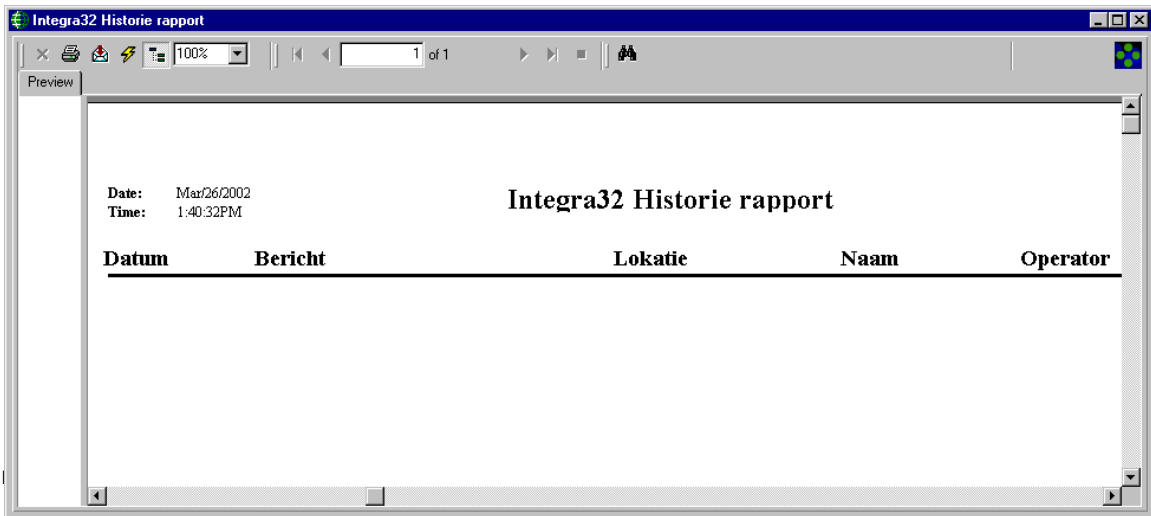 Integra32 Historie rapport
100% 1 of 1
Preview
Date: Mar/26/2002
Time: 1:40:32PM
Integra32 Historie rapport
Datum Bericht Lokatie Naam Operator